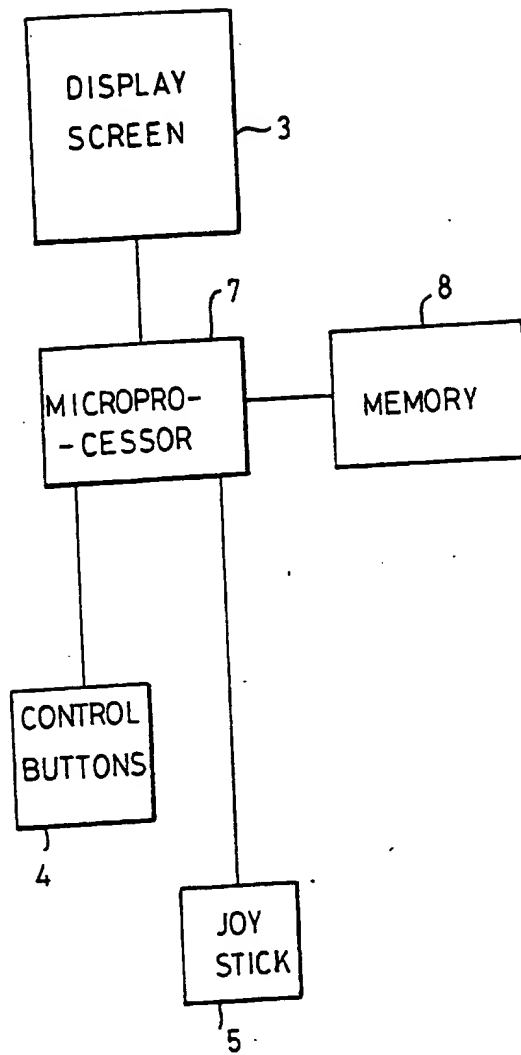 DISPLAY
SCREEN
3
7
8
MICROPRO-
-CESSOR
MEMORY
CONTROL
BUTTONS
4
JOY
STICK
5